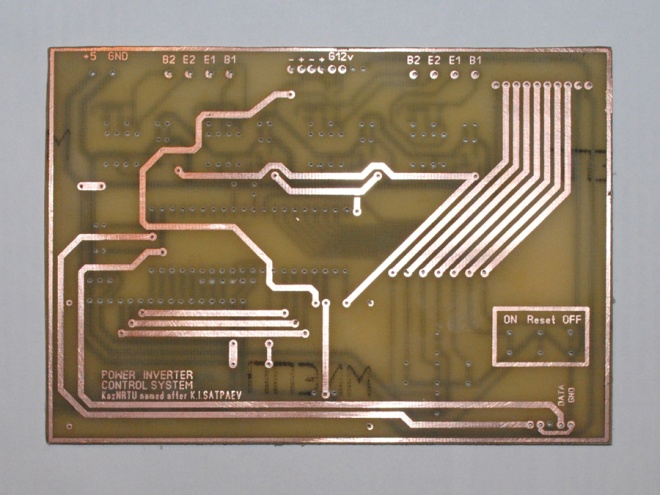 +5 GND
B2 E2 E1 B1
- + - + G12v
B2 E2 E1 B1
ON Reset OFF
DATA
GND
POWER INVERTER
CONTROL SYSTEM
KazNRTU named after K.I.SATPAEV